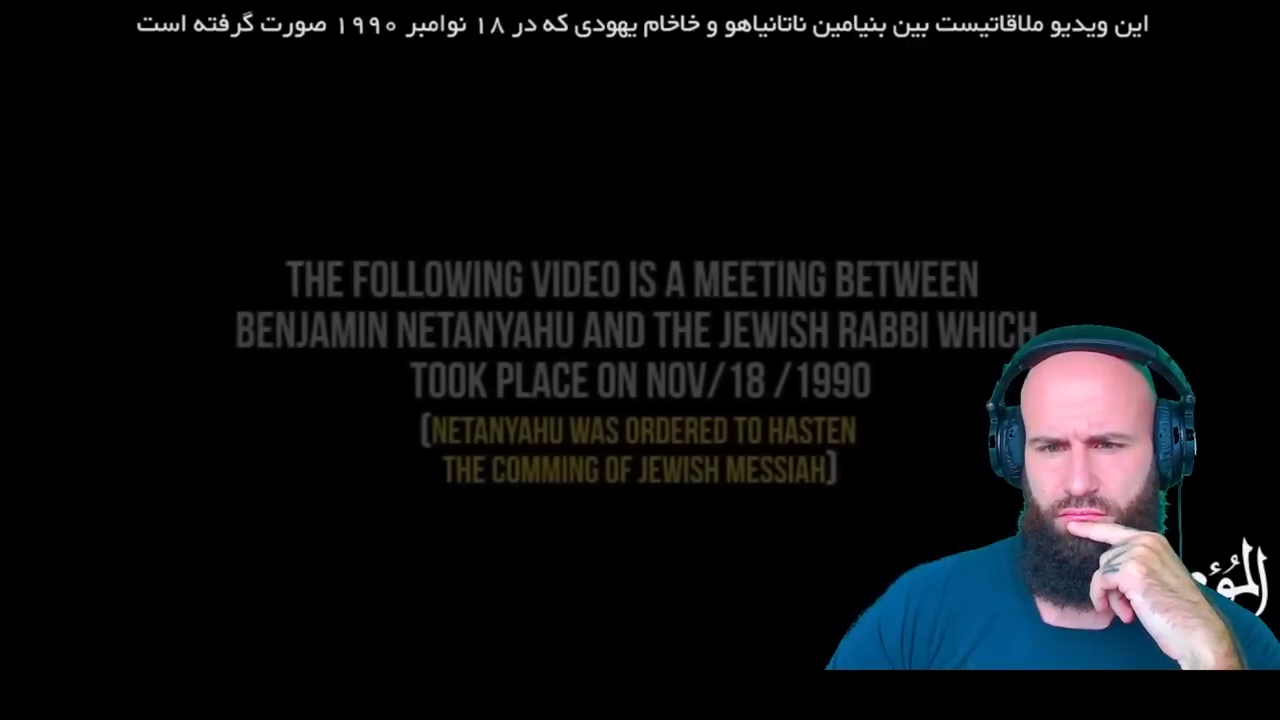 این ویدیو ملاقاتیست بین بنیامین ناتانیاهو و خاخام یهودی که در ۱۸ نوامبر ۱۹۹۰ صورت گرفته است
THE FOLLOWING VIDEO IS A MEETING BETWEEN
BENJAMIN NETANYAHU AND THE JEWISH RABBI WHICH
TOOK PLACE ON NOV/18 /1990
(NETANYAHU WAS ORDERED TO HASTEN
THE COMMING OF JEWISH MESSIAH)